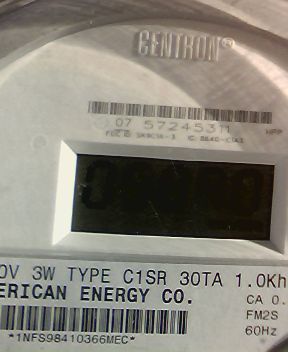 CENTRON®
07 57245311
0V 3W TYPE C1SR 30TA 1.0Kh
ERICAN ENERGY CO.
CA 0.
FM2S
*1NFS98410366MEC*
60Hz